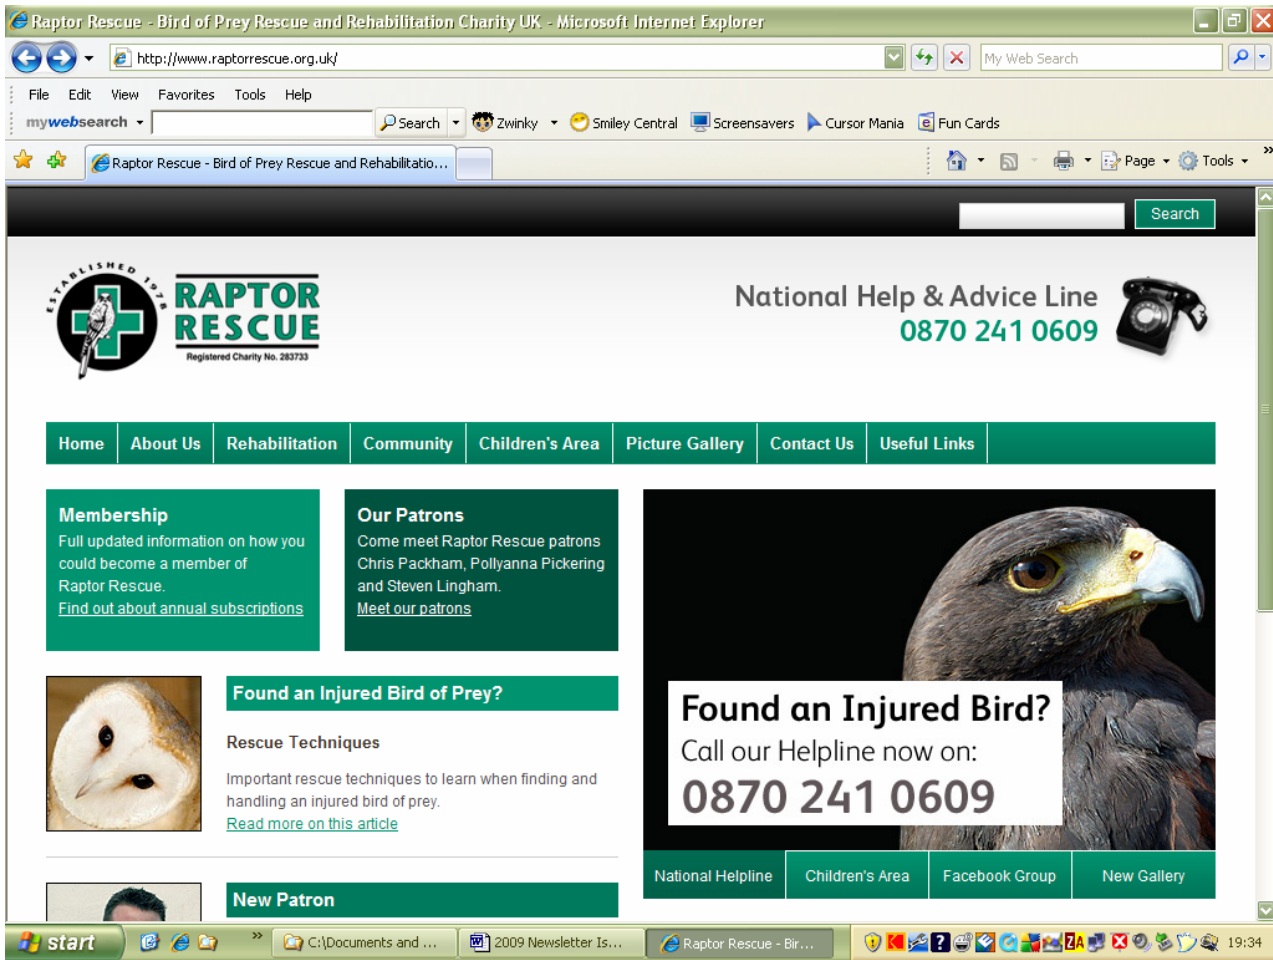 Raptor Rescue - Bird of Prey Rescue and Rehabilitation Charity UK - Microsoft Internet Explorer
http://www.raptorrescue.org.uk/
My Web Search
File Edit View Favorites Tools Help
mywebsearch Search Zwinky Smiley Central Screensavers Cursor Mania Fun Cards
Raptor Rescue - Bird of Prey Rescue and Rehabilitatio... Page Tools »
Search
ESTABLISHED 1978
RAPTOR
RESCUE
Registered Charity No. 283733
National Help & Advice Line
0870 241 0609
Home About Us Rehabilitation Community Children's Area Picture Gallery Contact Us Useful Links
Membership
Full updated information on how you
could become a member of
Raptor Rescue.
Find out about annual subscriptions
Our Patrons
Come meet Raptor Rescue patrons
Chris Packham, Pollyanna Pickering
and Steven Lingham.
Meet our patrons
Found an Injured Bird of Prey?
Rescue Techniques
Important rescue techniques to learn when finding and
handling an injured bird of prey.
Read more on this article
New Patron
Found an Injured Bird?
Call our Helpline now on:
0870 241 0609
National Helpline Children's Area Facebook Group New Gallery
start » C:\Documents and ... 2009 Newsletter Is... Raptor Rescue - Bir... 19:34